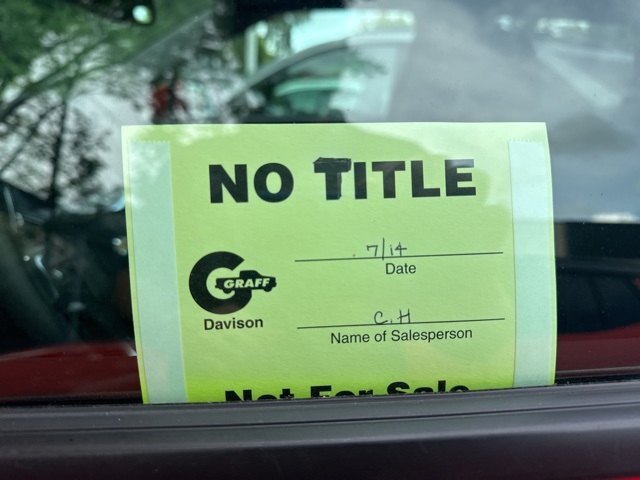 NO TITLE
7/14
Date
GRAFF
Davison
C.H
Name of Salesperson
Not For Sale